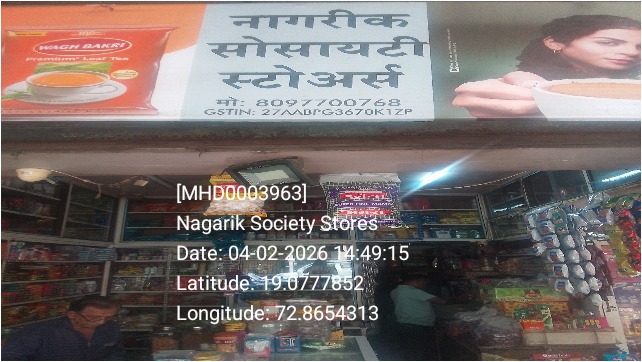 WAGH BAKRI
Premium Leaf Tea
नागरीक
सोसायटी
स्टोअर्स
मो: 8097700768
GSTIN: 27AABPG3670K1ZP
[MHD0003963]
Nagarik Society Stores
Date: 04-02-2026 14:49:15
Latitude: 19.0777852
Longitude: 72.8654313